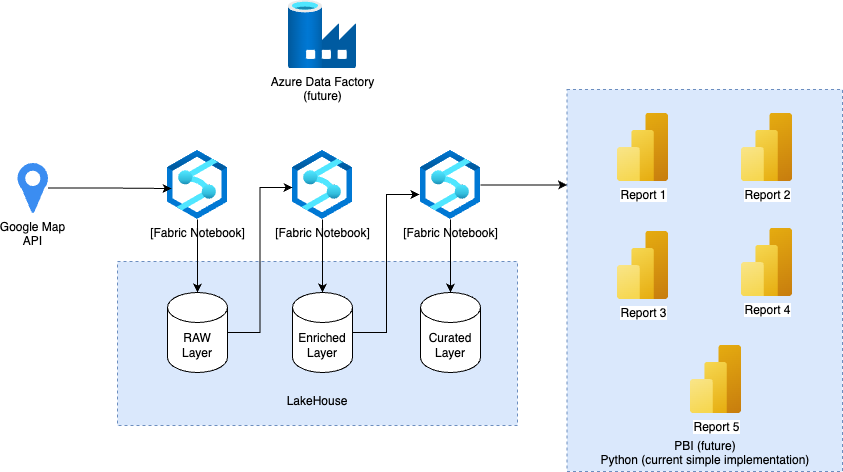 Azure Data Factory
(future)
Google Map
API
[Fabric Notebook]
[Fabric Notebook]
[Fabric Notebook]
RAW
Layer
Enriched
Layer
Curated
Layer
LakeHouse
Report 1
Report 2
Report 3
Report 4
Report 5
PBI (future)
Python (current simple implementation)